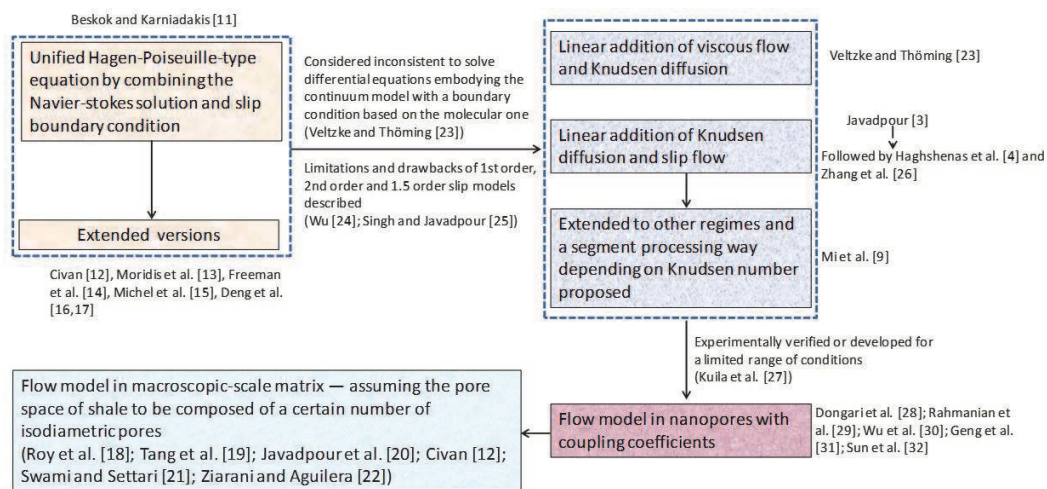 Beskok and Karniadakis [11]
Unified Hagen-Poiseuille-type
equation by combining the
Navier-stokes solution and slip
boundary condition
Extended versions
Civan [12], Moridis et al. [13], Freeman
et al. [14], Michel et al. [15], Deng et al.
[16,17]
Considered inconsistent to solve
differential equations embodying the
continuum model with a boundary
condition based on the molecular one
(Veltzke and Thöming [23])
Limitations and drawbacks of 1st order,
2nd order and 1.5 order slip models
described
(Wu [24]; Singh and Javadpour [25])
Linear addition of viscous flow
and Knudsen diffusion
Veltzke and Thöming [23]
Linear addition of Knudsen
diffusion and slip flow
Javadpour [3]
Followed by Haghshenas et al. [4] and
Zhang et al. [26]
Extended to other regimes and
a segment processing way
depending on Knudsen number
proposed
Mi et al. [9]
Experimentally verified or developed for
a limited range of conditions
(Kuila et al. [27])
Flow model in nanopores with
coupling coefficients
Dongari et al. [28]; Rahmanian
et al. [29]; Wu et al. [30]; Geng et al.
[31]; Sun et al. [32]
Flow model in macroscopic-scale matrix — assuming the pore
space of shale to be composed of a certain number of
isodiametric pores
(Roy et al. [18]; Tang et al. [19]; Javadpour et al. [20]; Civan [12];
Swami and Settari [21]; Ziarani and Aguilera [22])